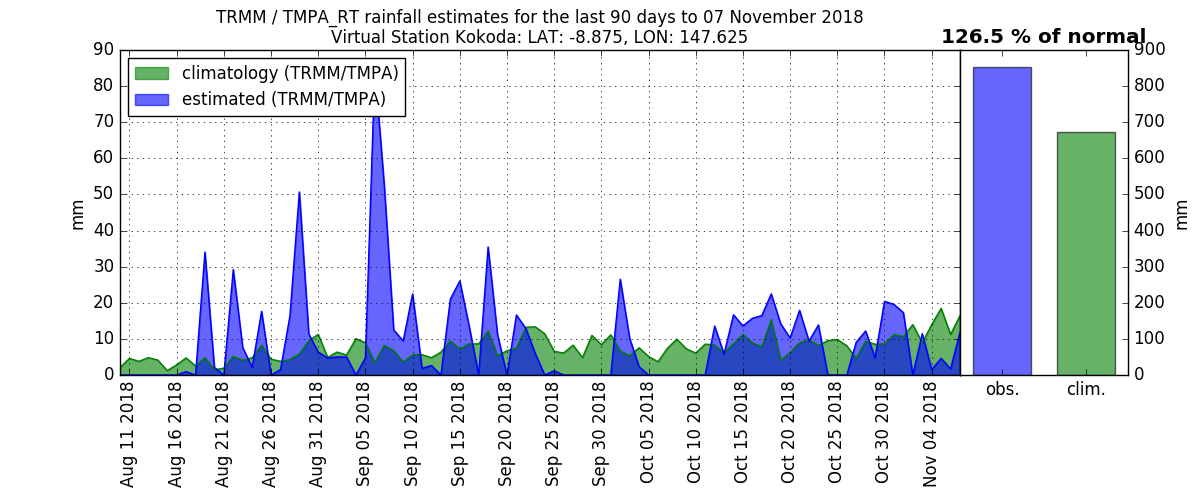 TRMM / TMPA_RT rainfall estimates for the last 90 days to 07 November 2018
Virtual Station Kokoda: LAT: -8.875, LON: 147.625
126.5 % of normal
climatology (TRMM/TMPA)
estimated (TRMM/TMPA)
mm
90
80
70
60
50
40
30
20
10
0
Aug 11 2018
Aug 16 2018
Aug 21 2018
Aug 26 2018
Aug 31 2018
Sep 05 2018
Sep 10 2018
Sep 15 2018
Sep 20 2018
Sep 25 2018
Sep 30 2018
Oct 05 2018
Oct 10 2018
Oct 15 2018
Oct 20 2018
Oct 25 2018
Oct 30 2018
Nov 04 2018
obs.
clim.
900
800
700
600
500
400
300
200
100
0
mm